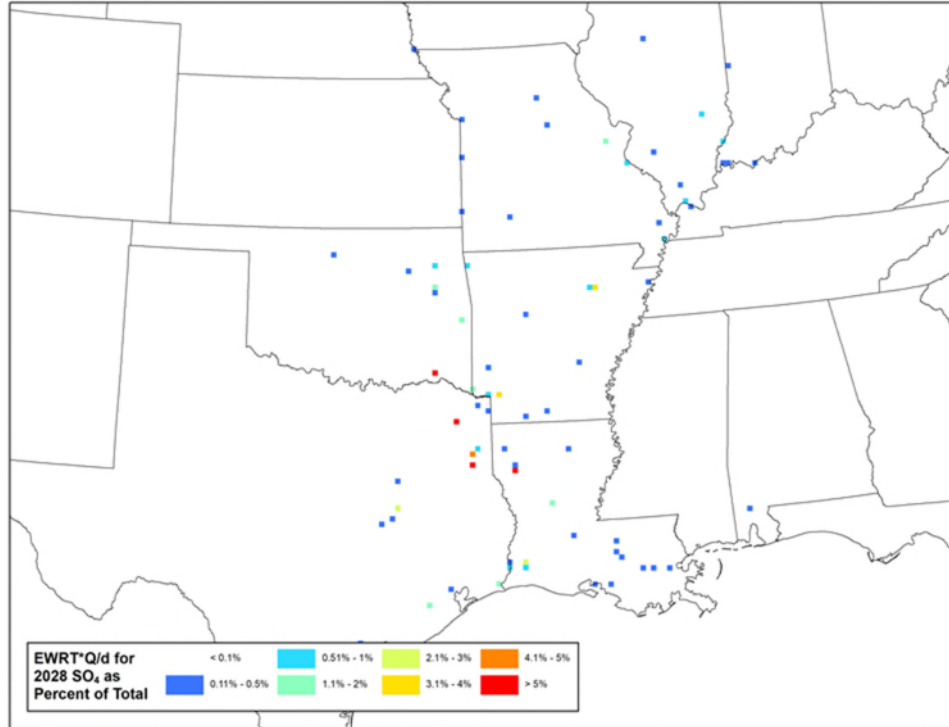 EWRT*Q/d for
2028 SO₄ as
Percent of Total
< 0.1%
0.11% - 0.5%
0.51% - 1%
1.1% - 2%
2.1% - 3%
3.1% - 4%
4.1% - 5%
> 5%